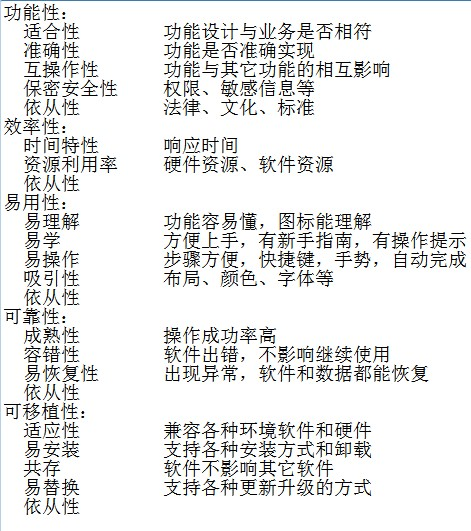 功能性：
适合性 功能设计与业务是否相符
准确性 功能是否准确实现
互操作性 功能与其它功能的相互影响
保密安全性 权限、敏感信息等
依从性 法律、文化、标准
效率性：
时间特性 响应时间
资源利用率 硬件资源、软件资源
依从性
易用性：
易理解 功能容易懂，图标能理解
易学 方便上手，有新手指南，有操作提示
易操作 步骤方便，快捷键，手势，自动完成
吸引性 布局、颜色、字体等
依从性
可靠性：
成熟性 操作成功率高
容错性 软件出错，不影响继续使用
易恢复性 出现异常，软件和数据都能恢复
依从性
可移植性：
适应性 兼容各种环境软件和硬件
易安装 支持各种安装方式和卸载
共存 软件不影响其它软件
易替换 支持各种更新升级的方式
依从性